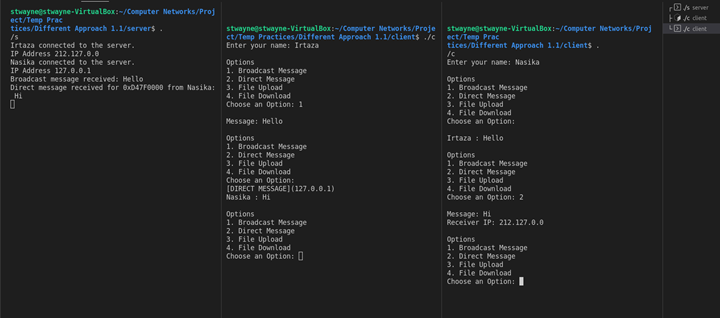 stwayne@stwayne-VirtualBox:~/Computer Networks/Proj
ect/Temp Prac
tices/Different Approach 1.1/server$ .
/s
Irtaza connected to the server.
IP Address 212.127.0.0
Nasika connected to the server.
IP Address 127.0.0.1
Broadcast message received: Hello
Direct message received for 0xD47F0000 from Nasika:
Hi
stwayne@stwayne-VirtualBox:~/Computer Networks/Proje
ct/Temp Practices/Different Approach 1.1/client$ ./c
Enter your name: Irtaza
Options
1. Broadcast Message
2. Direct Message
3. File Upload
4. File Download
Choose an Option: 1
Message: Hello
Options
1. Broadcast Message
2. Direct Message
3. File Upload
4. File Download
Choose an Option:
[DIRECT MESSAGE](127.0.0.1)
Nasika : Hi
Options
1. Broadcast Message
2. Direct Message
3. File Upload
4. File Download
Choose an Option:
stwayne@stwayne-VirtualBox:~/Computer Networks/Proj
ect/Temp Prac
tices/Different Approach 1.1/client$ .
/c
Enter your name: Nasika
Options
1. Broadcast Message
2. Direct Message
3. File Upload
4. File Download
Choose an Option:
Irtaza : Hello
Options
1. Broadcast Message
2. Direct Message
3. File Upload
4. File Download
Choose an Option: 2
Message: Hi
Receiver IP: 212.127.0.0
Options
1. Broadcast Message
2. Direct Message
3. File Upload
4. File Download
Choose an Option:
./s server
./c client
./c client